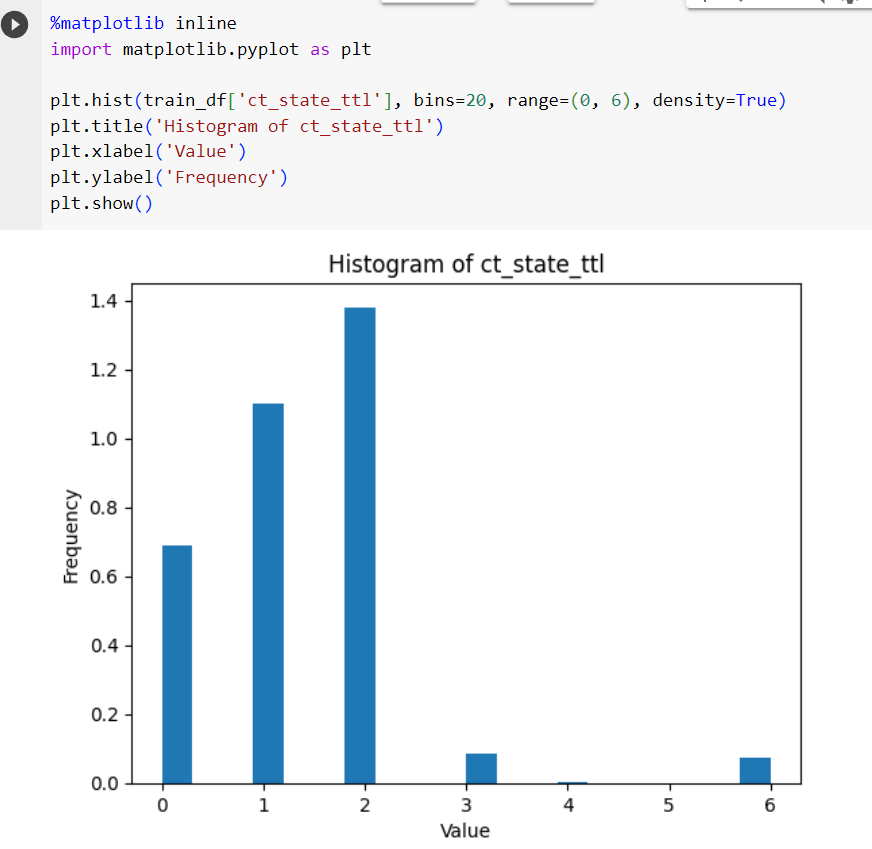 %matplotlib inline
import matplotlib.pyplot as plt
plt.hist(train_df['ct_state_ttl'], bins=20, range=(0, 6), density=True)
plt.title('Histogram of ct_state_ttl')
plt.xlabel('Value')
plt.ylabel('Frequency')
plt.show()
Histogram of ct_state_ttl
1.4
1.2
1.0
0.8
0.6
0.4
0.2
0.0
Frequency
0 1 2 3 4 5 6
Value